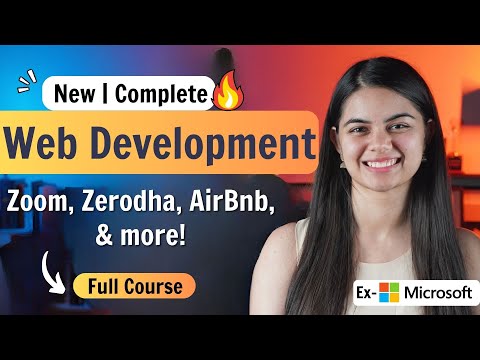 New | Complete
Web Development
Zoom, Zerodha, AirBnb,
& more!
Full Course
Ex- Microsoft